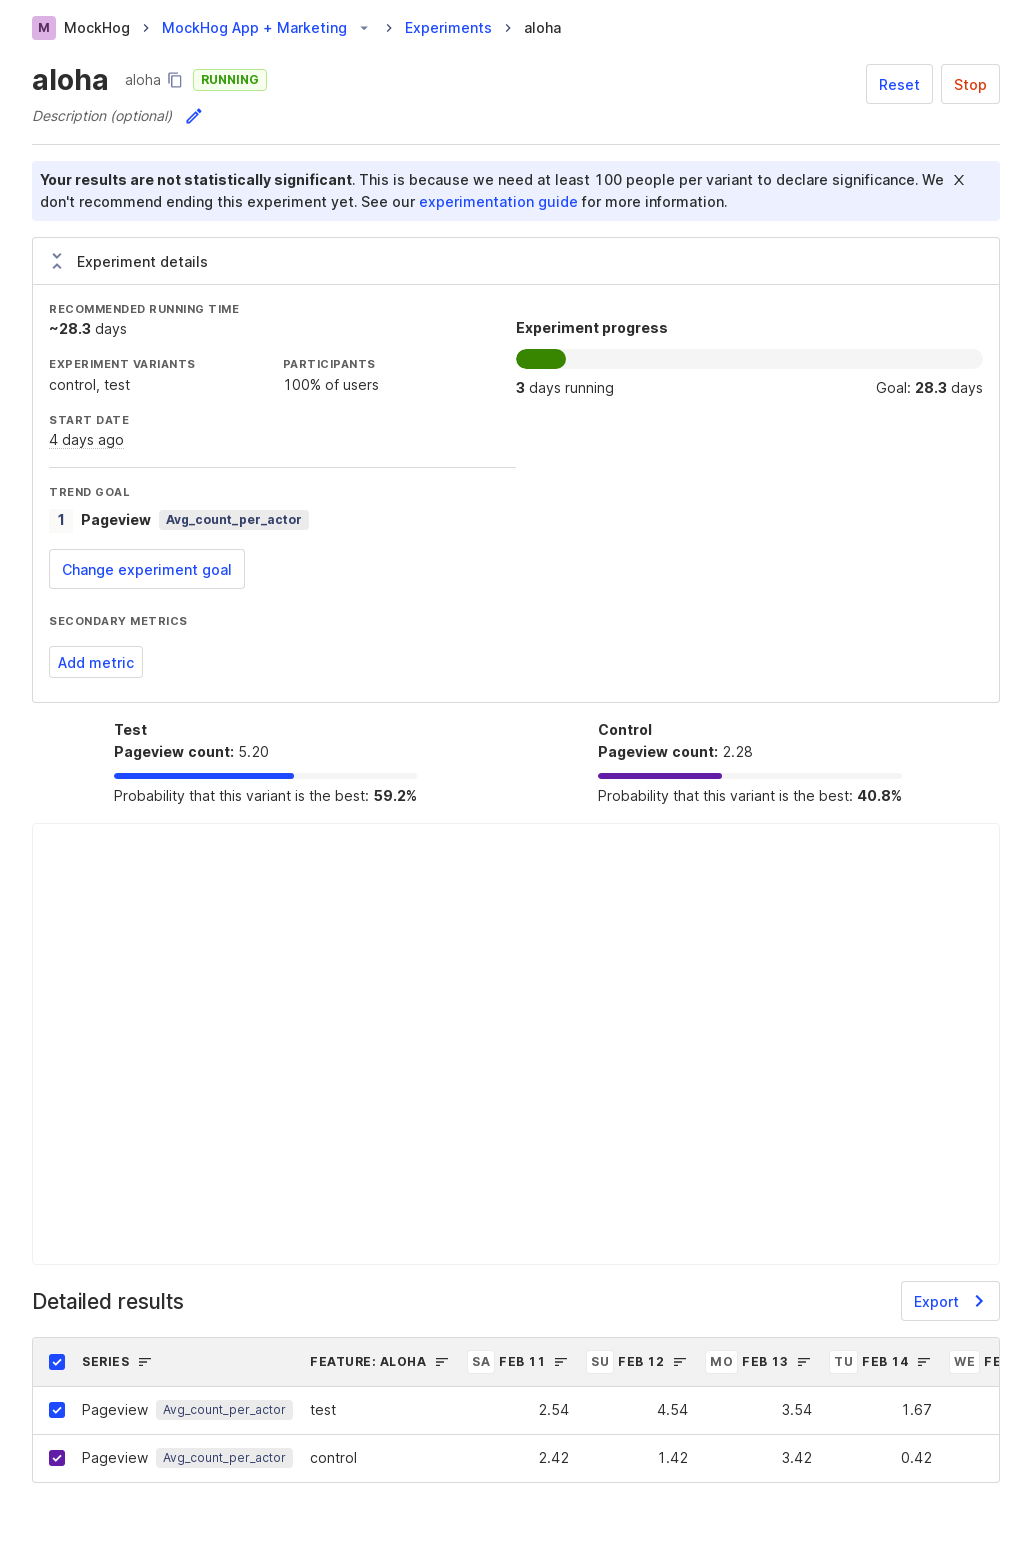 M MockHog MockHog App + Marketing Experiments aloha
aloha aloha RUNNING Reset Stop
Description (optional)
Your results are not statistically significant. This is because we need at least 100 people per variant to declare significance. We
don't recommend ending this experiment yet. See our experimentation guide for more information.
Experiment details
RECOMMENDED RUNNING TIME
~28.3 days
EXPERIMENT VARIANTS PARTICIPANTS
control, test 100% of users
START DATE
4 days ago
Experiment progress
3 days running Goal: 28.3 days
TREND GOAL
1 Pageview Avg_count_per_actor
Change experiment goal
SECONDARY METRICS
Add metric
Test
Pageview count: 5.20
Probability that this variant is the best: 59.2%
Control
Pageview count: 2.28
Probability that this variant is the best: 40.8%
Detailed results Export
SERIES FEATURE: ALOHA SA FEB 11 SU FEB 12 MO FEB 13 TU FEB 14 WE FE
Pageview Avg_count_per_actor test 2.54 4.54 3.54 1.67
Pageview Avg_count_per_actor control 2.42 1.42 3.42 0.42